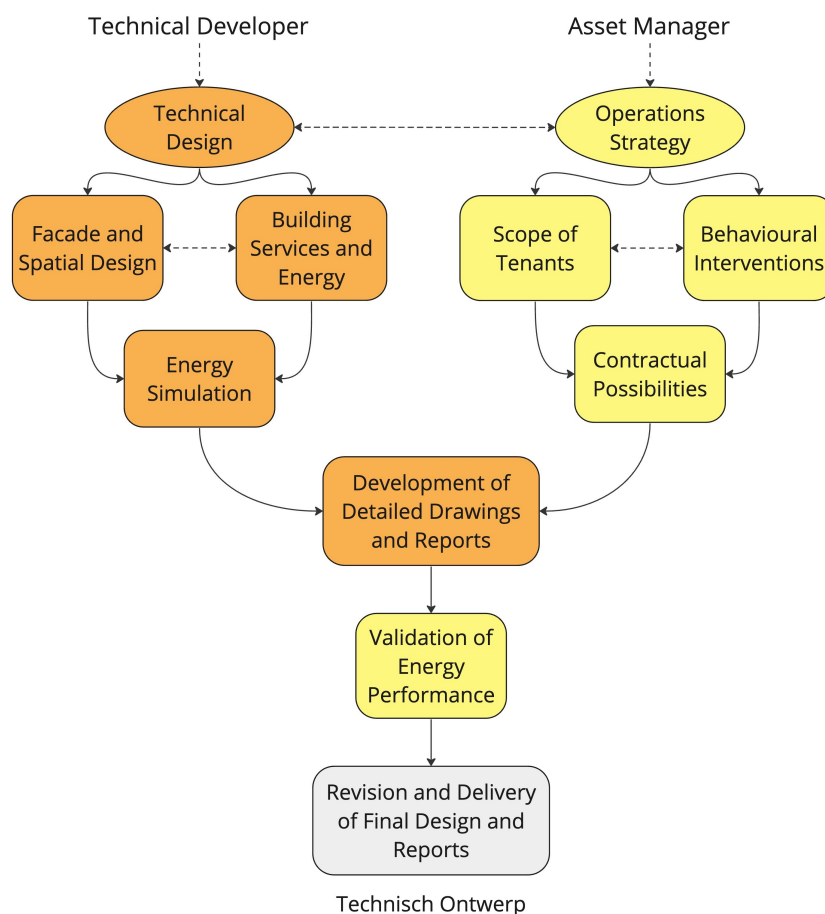 Technical Developer
Asset Manager
Technical
Design
Operations
Strategy
Facade and
Spatial Design
Building
Services and
Energy
Scope of
Tenants
Behavioural
Interventions
Energy
Simulation
Contractual
Possibilities
Development of
Detailed Drawings
and Reports
Validation of
Energy
Performance
Revision and Delivery
of Final Design and
Reports
Technisch Ontwerp